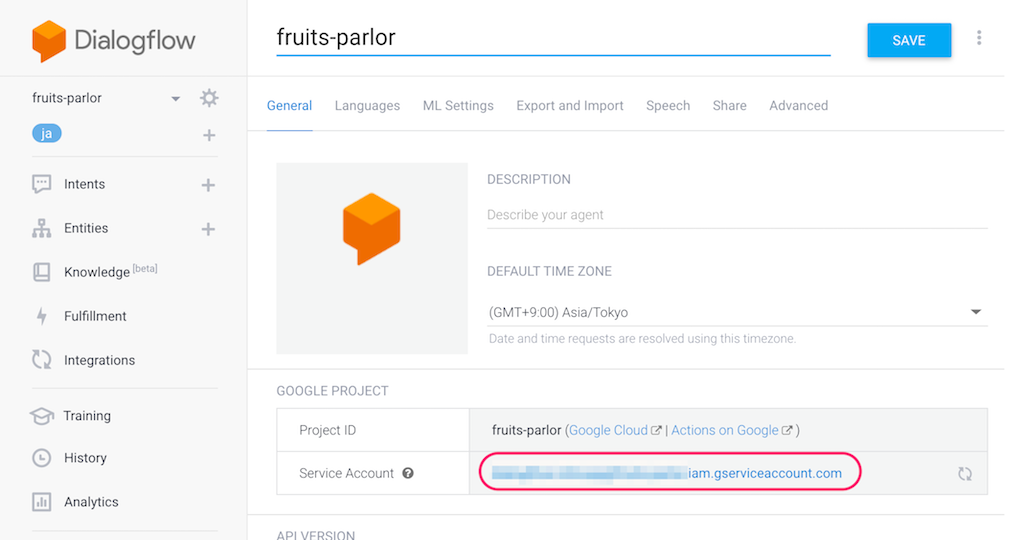 Dialogflow
fruits-parlor
ja
Intents
Entities
Knowledge [beta]
Fulfillment
Integrations
Training
History
Analytics
fruits-parlor
SAVE
General Languages ML Settings Export and Import Speech Share Advanced
DESCRIPTION
Describe your agent
DEFAULT TIME ZONE
(GMT+9:00) Asia/Tokyo
Date and time requests are resolved using this timezone.
GOOGLE PROJECT
Project ID fruits-parlor (Google Cloud | Actions on Google )
Service Account iam.gserviceaccount.com
API VERSION